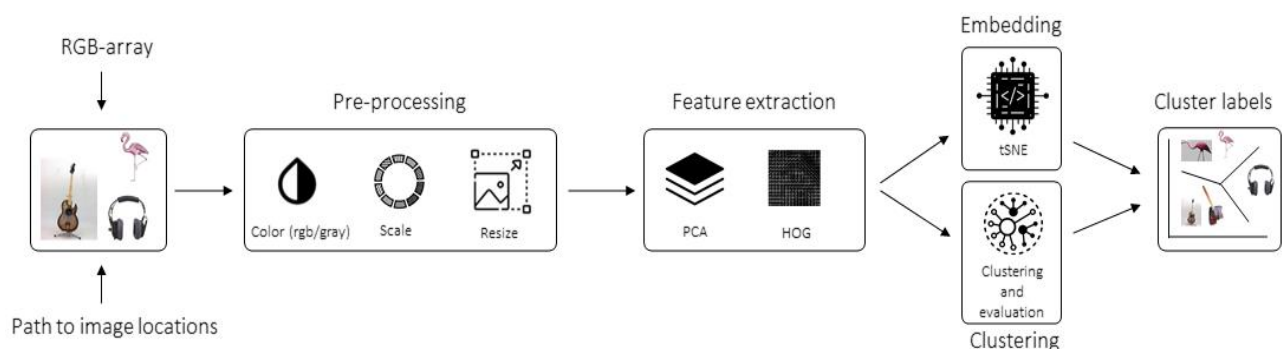 RGB-array
Path to image locations
Pre-processing
Color (rgb/gray)
Scale
Resize
Feature extraction
PCA
HOG
Embedding
</>
tSNE
Clustering
and
evaluation
Clustering
Cluster labels